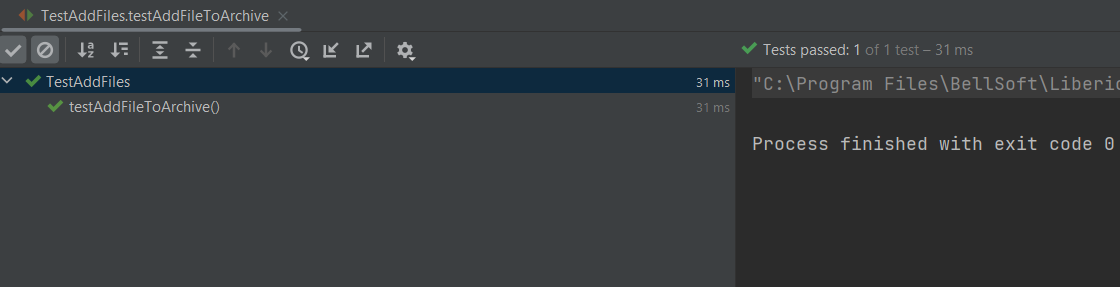 TestAddFiles.testAddFileToArchive
Tests passed: 1 of 1 test – 31 ms
TestAddFiles 31 ms
testAddFileToArchive() 31 ms
"C:\Program Files\BellSoft\Liberic
Process finished with exit code 0